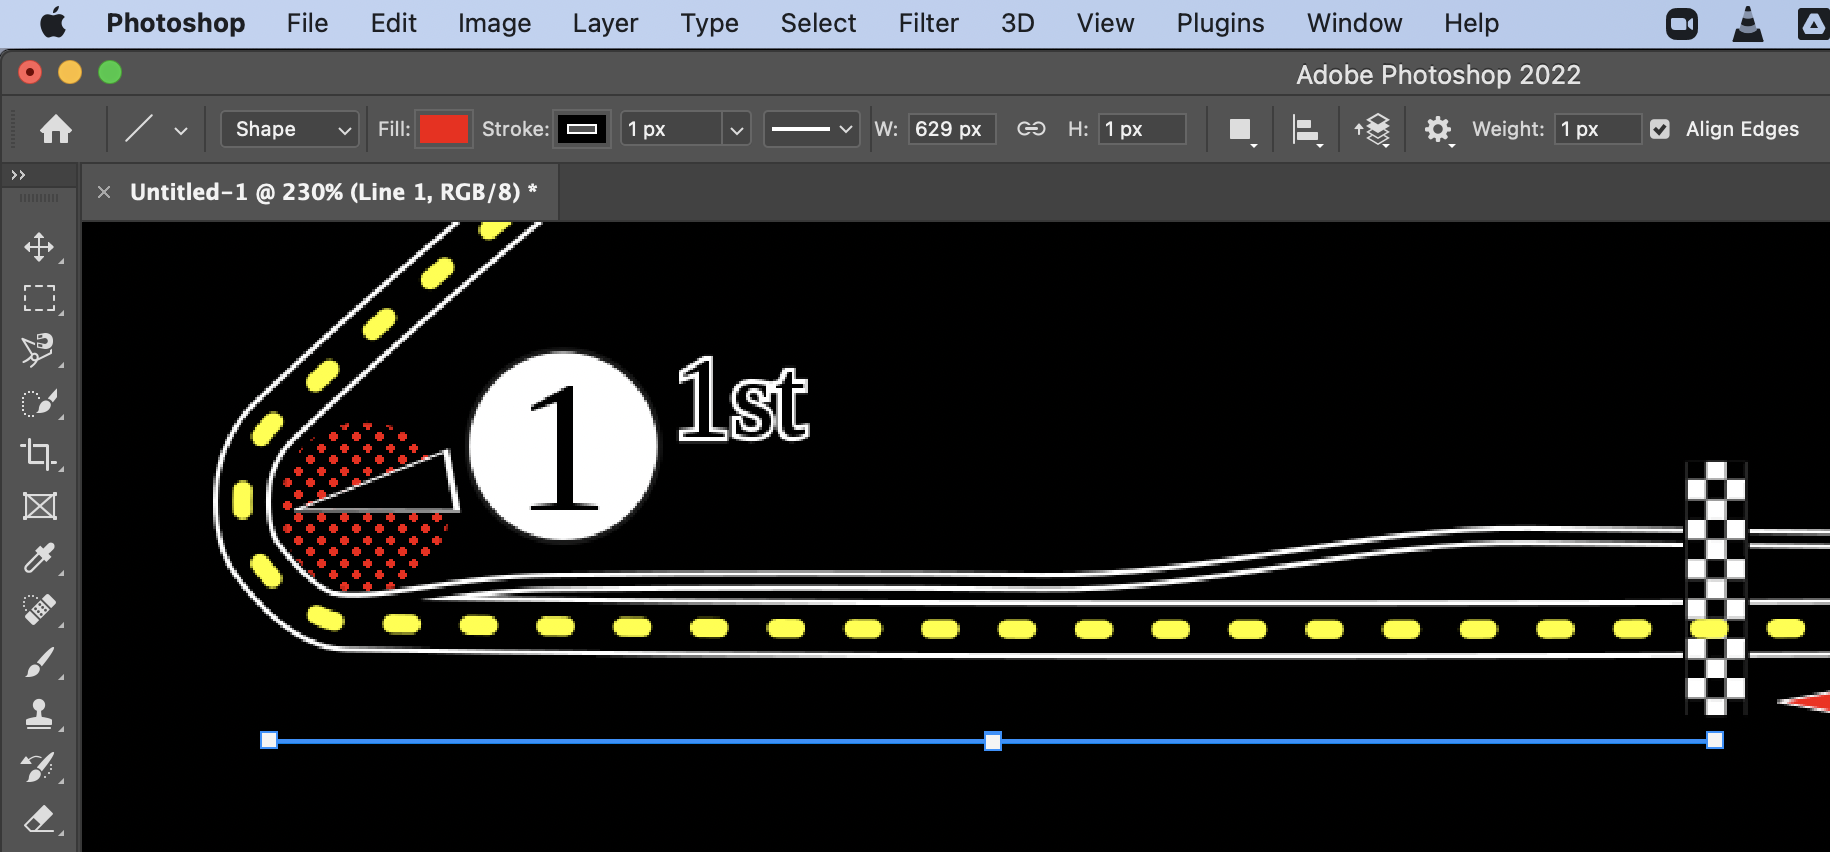 Photoshop File Edit Image Layer Type Select Filter 3D View Plugins Window Help
Adobe Photoshop 2022
Shape Fill: Stroke: 1 px W: 629 px H: 1 px Weight: 1 px Align Edges
Untitled-1 @ 230% (Line 1, RGB/8) *
1 1st